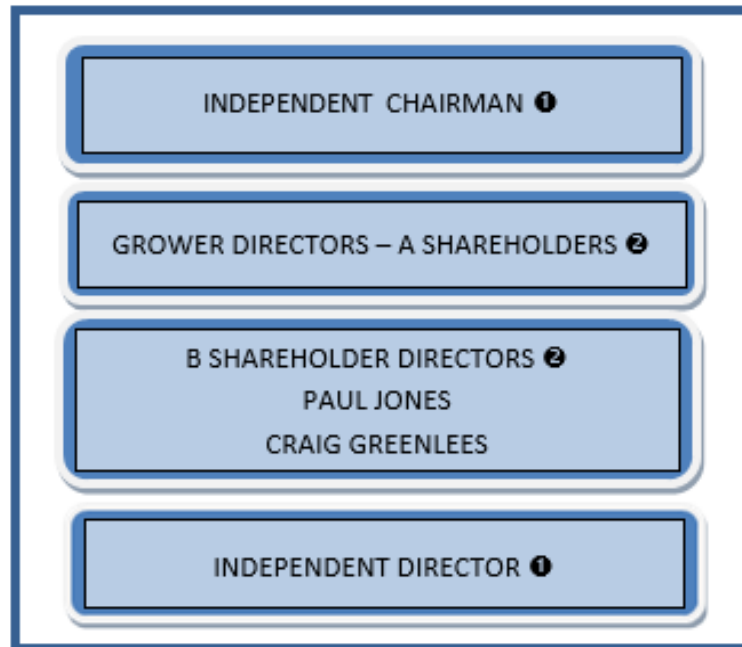 INDEPENDENT CHAIRMAN ❶
GROWER DIRECTORS – A SHAREHOLDERS ❷
B SHAREHOLDER DIRECTORS ❷
PAUL JONES
CRAIG GREENLEES
INDEPENDENT DIRECTOR ❶